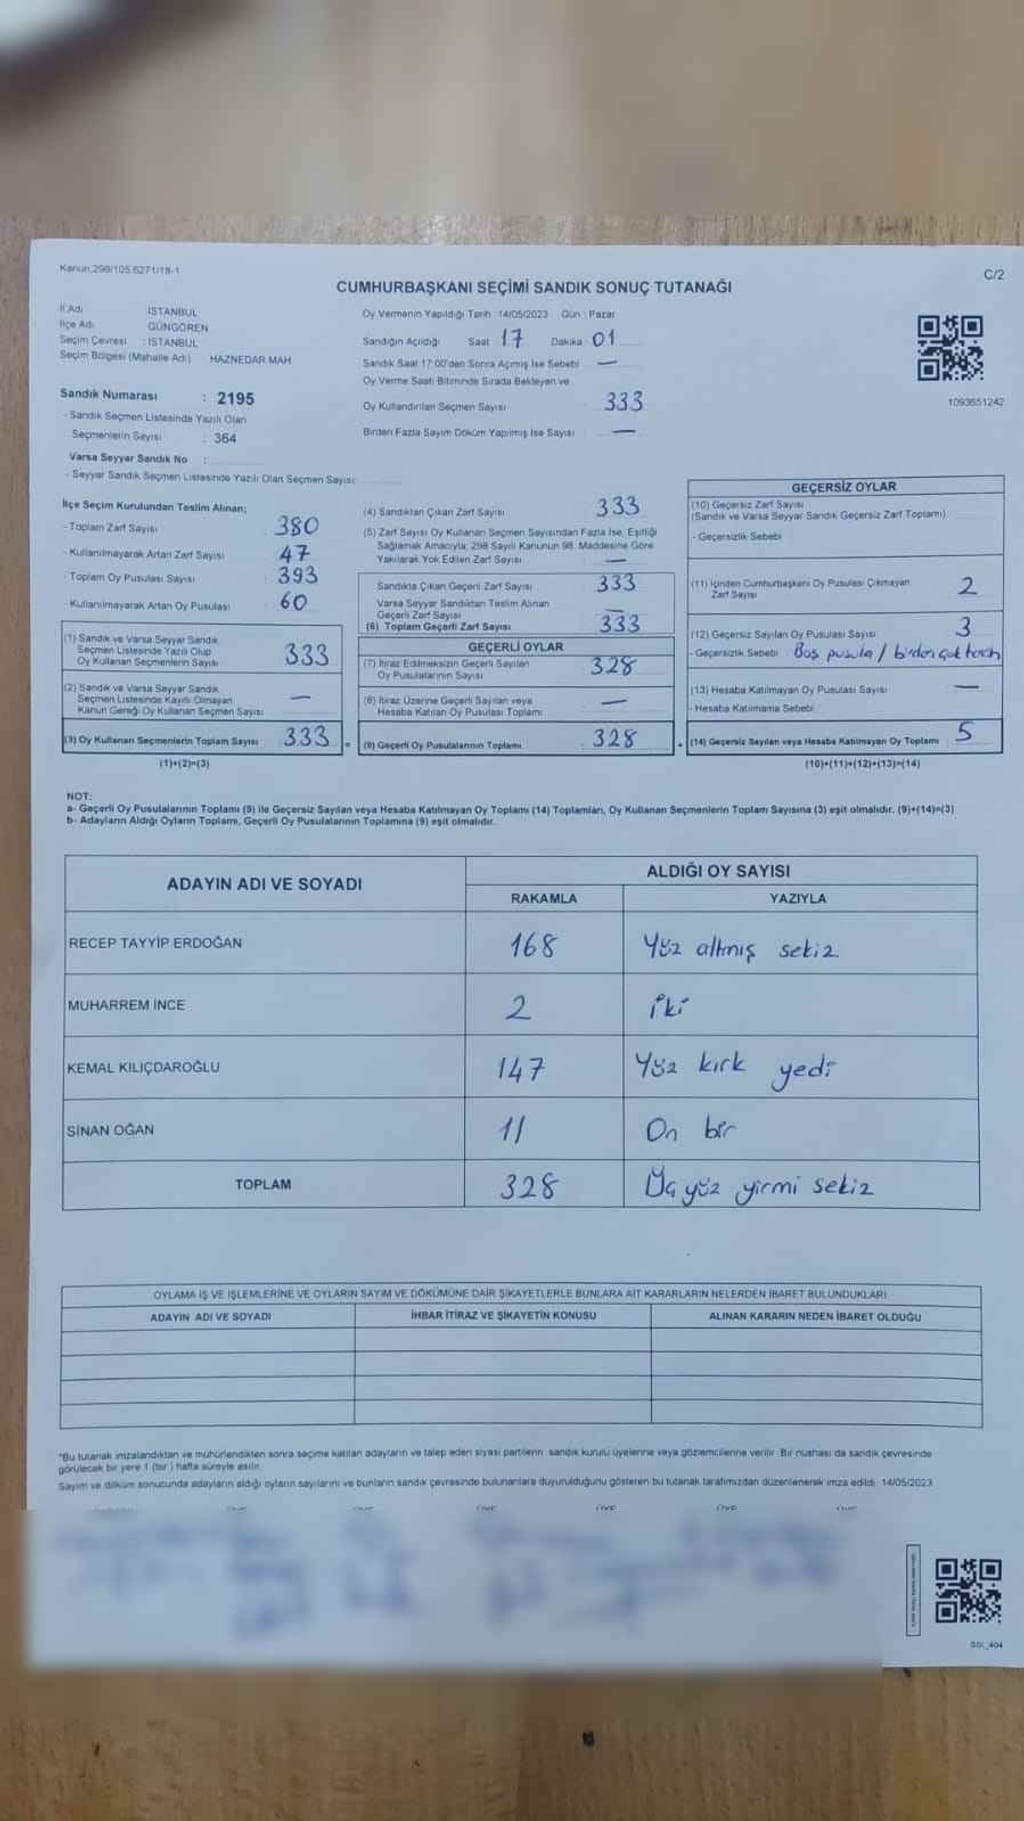 Kanun:298/105,6271/18-1
C/2
CUMHURBAŞKANI SEÇİMİ SANDIK SONUÇ TUTANAĞI
İl Adı İSTANBUL
İlçe Adı GÜNGÖREN
Seçim Çevresi : İSTANBUL
Seçim Bölgesi (Mahalle Adı) HAZNEDAR MAH
Sandık Numarası : 2195
- Sandık Seçmen Listesinde Yazılı Olan
Seçmenlerin Sayısı : 364
Varsa Seyyar Sandık No :
- Seyyar Sandık Seçmen Listesinde Yazılı Olan Seçmen Sayısı:
Oy Vermenin Yapıldığı Tarih :14/05/2023 Gün : Pazar
Sandığın Açıldığı Saat 17 Dakika 01
Sandık Saat 17:00'den Sonra Açımış İse Sebebi —
Oy Verme Saati Bitiminde Sırada Bekleyen ve
Oy Kullandırılan Seçmen Sayısı 333
Birden Fazla Sayım Döküm Yapılmış İse Sayısı —
1093651242
İlçe Seçim Kurulundan Teslim Alınan;
- Toplam Zarf Sayısı 380
- Kullanılmayarak Artan Zarf Sayısı 47
- Toplam Oy Pusulası Sayısı 393
- Kullanılmayarak Artan Oy Pusulası 60
(1) Sandık ve Varsa Seyyar Sandık
Seçmen Listesinde Yazılı Olup
Oy Kullanan Seçmenlerin Sayısı 333
(2) Sandık ve Varsa Seyyar Sandık
Seçmen Listesinde Kayıtlı Olmayan
Kanun Gereği Oy Kullanan Seçmen Sayısı —
(3) Oy Kullanan Seçmenlerin Toplam Sayısı 333
(1)+(2)=(3)
(4) Sandıktan Çıkan Zarf Sayısı 333
(5) Zarf Sayısı Oy Kullanan Seçmen Sayısından Fazla İse, Eşitliği
Sağlamak Amacıyla; 298 Sayılı Kanunun 98. Maddesine Göre
Yakılarak Yok Edilen Zarf Sayısı —
Sandıkta Çıkan Geçerli Zarf Sayısı 333
Varsa Seyyar Sandıktan Teslim Alınan
Geçerli Zarf Sayısı —
(6) Toplam Geçerli Zarf Sayısı 333
GEÇERLİ OYLAR
(7) İtiraz Edilmeksizin Geçerli Sayılan
Oy Pusulalarının Sayısı 328
(8) İtiraz Üzerine Geçerli Sayılan veya
Hesaba Katılan Oy Pusulası Toplamı —
(9) Geçerli Oy Pusulalarının Toplamı 328
GEÇERSİZ OYLAR
(10) Geçersiz Zarf Sayısı
(Sandık ve Varsa Seyyar Sandık Geçersiz Zarf Toplamı)
- Geçersizlik Sebebi
(11) İçinden Cumhurbaşkanı Oy Pusulası Çıkmayan
Zarf Sayısı 2
(12) Geçersiz Sayılan Oy Pusulası Sayısı 3
- Geçersizlik Sebebi : Boş pusula / birden çok tercih
(13) Hesaba Katılmayan Oy Pusulası Sayısı —
- Hesaba Katılmama Sebebi
(14) Geçersiz Sayılan veya Hesaba Katılmayan Oy Toplamı 5
(10)+(11)+(12)+(13)=(14)
NOT:
a- Geçerli Oy Pusulalarının Toplamı (9) ile Geçersiz Sayılan veya Hesaba Katılmayan Oy Toplamı (14) Toplamları, Oy Kullanan Seçmenlerin Toplam Sayısına (3) eşit olmalıdır. (9)+(14)=(3)
b- Adayların Aldığı Oyların Toplamı, Geçerli Oy Pusulalarının Toplamına (9) eşit olmalıdır.
ADAYIN ADI VE SOYADI
ALDIĞI OY SAYISI
RAKAMLA YAZIYLA
RECEP TAYYİP ERDOĞAN 168 Yüz altmış sekiz
MUHARREM İNCE 2 iki
KEMAL KILIÇDAROĞLU 147 Yüz kırk yedi
SİNAN OĞAN 11 On bir
TOPLAM 328 Üç yüz yirmi sekiz
OYLAMA İŞ VE İŞLEMLERİNE VE OYLARIN SAYIM VE DÖKÜMÜNE DAİR ŞİKAYETLERLE BUNLARA AİT KARARLARIN NELERDEN İBARET BULUNDUKLARI
ADAYIN ADI VE SOYADI İHBAR İTİRAZ VE ŞİKAYETİN KONUSU ALINAN KARARIN NEDEN İBARET OLDUĞU
*Bu tutanak imzalandıktan ve mühürlendikten sonra seçime katılan adayların ve talep eden siyasi partilerin sandık kurulu üyelerine veya gözlemcilerine verilir. Bir nüshası da sandık çevresinde
görülecek bir yere 1 (bir ) hafta süreyle asılır.
Sayım ve döküm sonucunda adayların aldığı oyların sayılarını ve bunların sandık çevresinde bulunanlara duyurulduğunu gösteren bu tutanak tarafımızdan düzenlenerek imza edildi. 14/05/2023